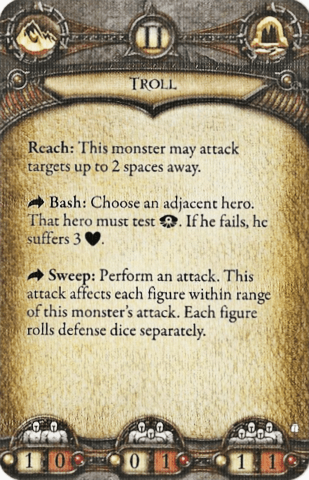 II
TROLL
Reach: This monster may attack
targets up to 2 spaces away.
Bash: Choose an adjacent hero.
That hero must test . If he fails, he
suffers 3 .
Sweep: Perform an attack. This
attack affects each figure within range
of this monster's attack. Each figure
rolls defense dice separately.
1 0 0 1 1 1